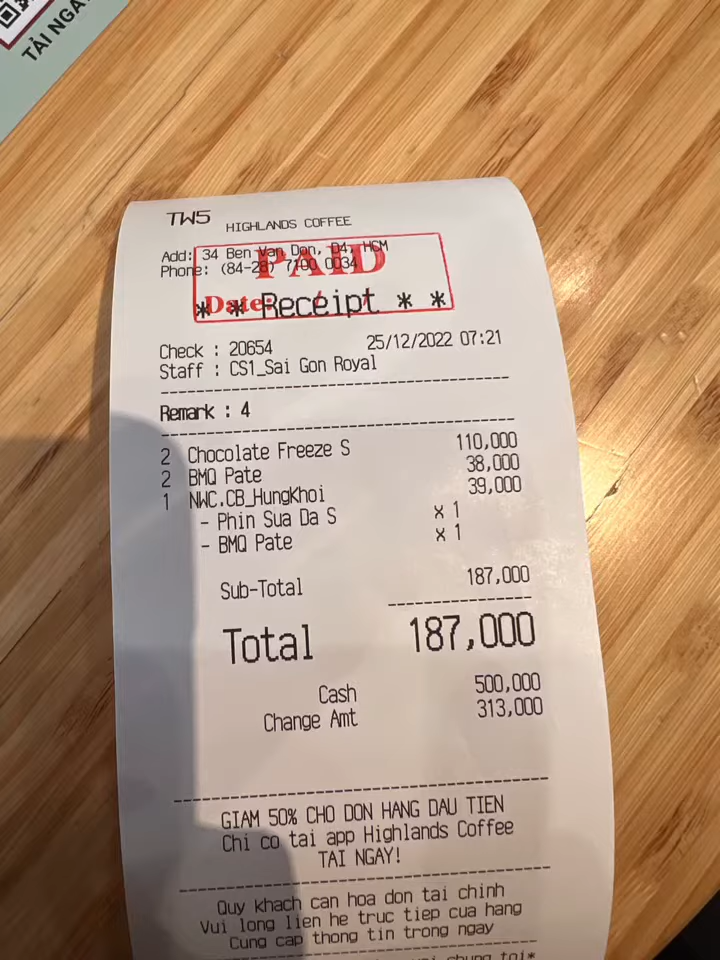 TẢI NGA
TW5 HIGHLANDS COFFEE
Add: 34 Ben Van Don, D4, HCM
Phone: (84-28) 7100 0034
PAID
Date: /
* * Receipt * *
Check : 20654 25/12/2022 07:21
Staff : CS1_Sai Gon Royal
Remark : 4
2 Chocolate Freeze S 110,000
2 BMQ Pate 38,000
1 NWC.CB_HungKhoi 39,000
- Phin Sua Da S x 1
- BMQ Pate x 1
Sub-Total 187,000
Total 187,000
Cash 500,000
Change Amt 313,000
GIAM 50% CHO DON HANG DAU TIEN
Chi co tai app Highlands Coffee
TAI NGAY!
Quy khach can hoa don tai chinh
Vui long lien he truc tiep cua hang
Cung cap thong tin trong ngay
chung toi*